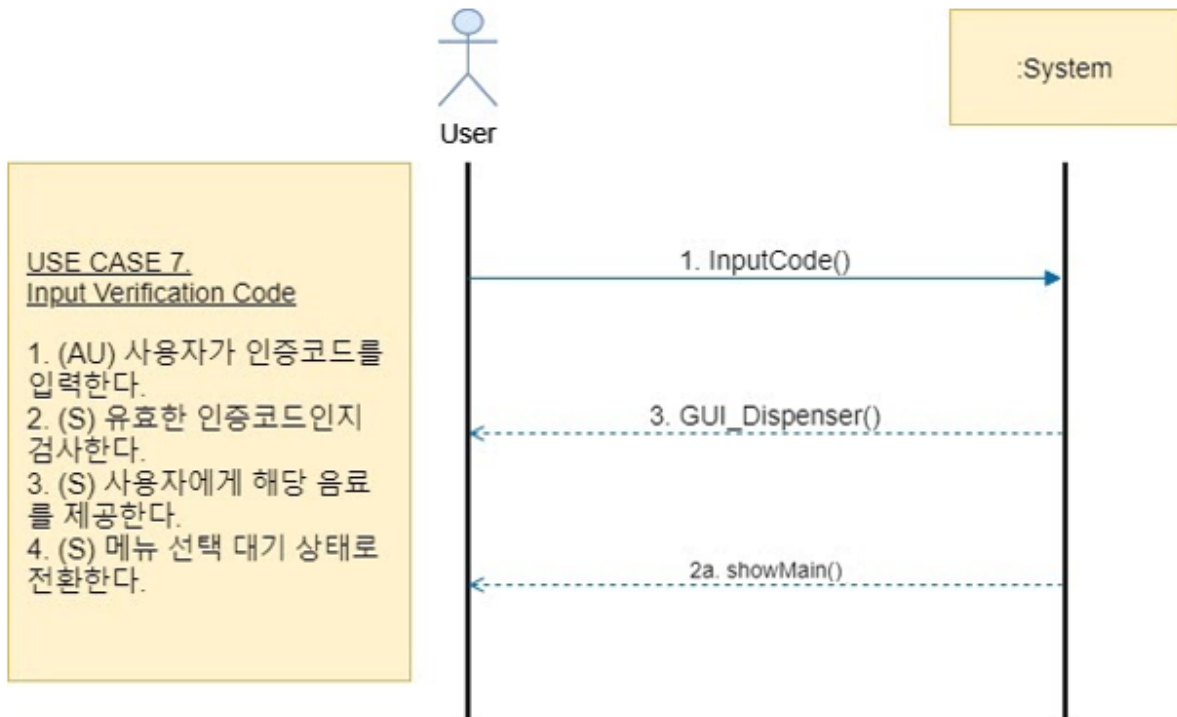 User
:System
USE CASE 7.
Input Verification Code
1. (AU) 사용자가 인증코드를
입력한다.
2. (S) 유효한 인증코드인지
검사한다.
3. (S) 사용자에게 해당 음료
를 제공한다.
4. (S) 메뉴 선택 대기 상태로
전환한다.
1. InputCode()
3. GUI_Dispenser()
2a. showMain()